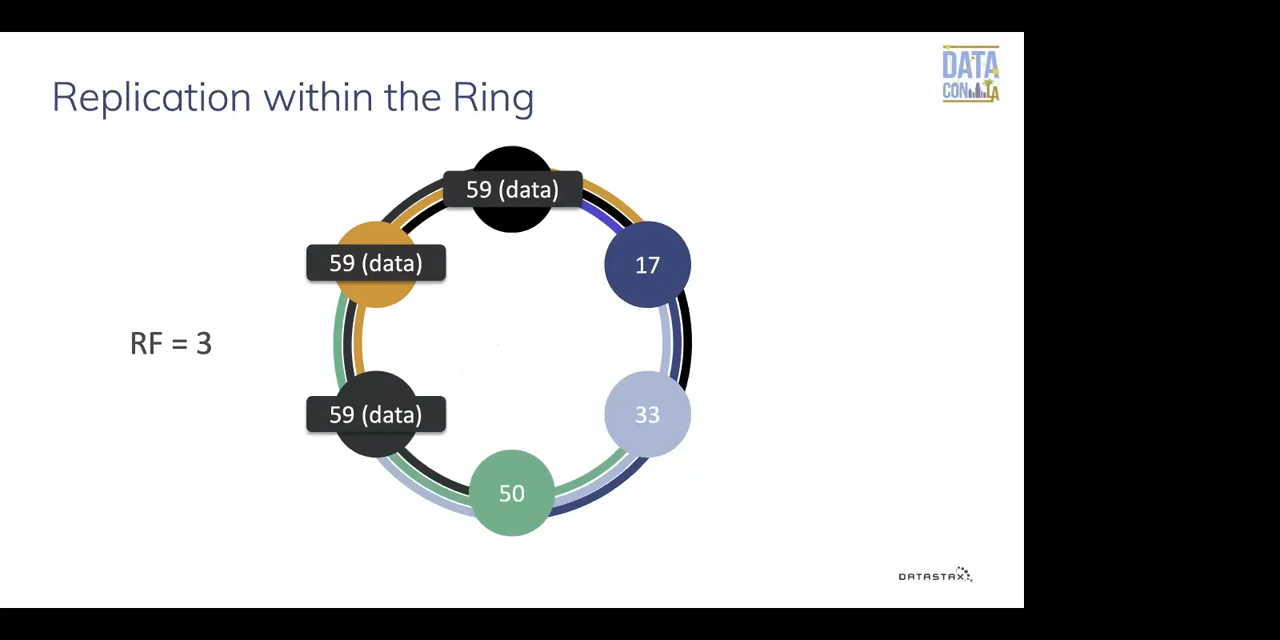 Replication within the Ring
DATA
CON LA
59 (data)
59 (data)
17
RF = 3
59 (data)
33
50
DATASTAX